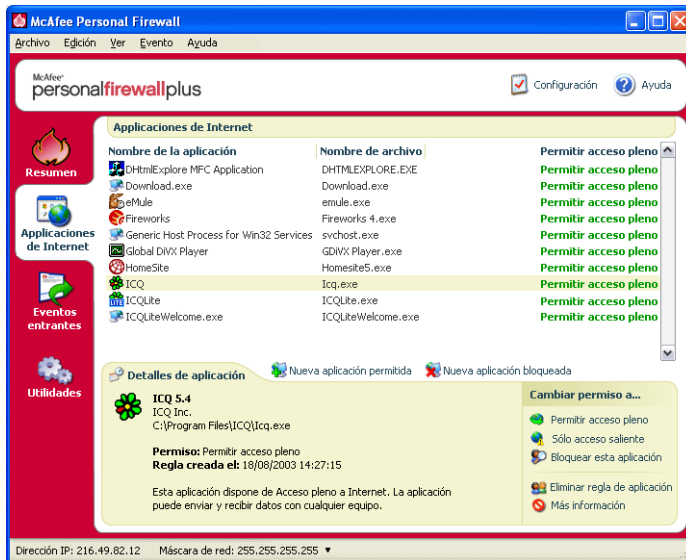 McAfee Personal Firewall
Archivo Edición Ver Evento Ayuda
McAfee
personalfirewallplus
Configuración
Ayuda
Resumen
Aplicaciones de Internet
Eventos entrantes
Utilidades
Applicaciones de Internet
Nombre de la aplicación Nombre de archivo Permitir acceso pleno
DHtmlExplore MFC Application DHTMLEXPLORE.EXE Permitir acceso pleno
Download.exe Download.exe Permitir acceso pleno
eMule emule.exe Permitir acceso pleno
Fireworks Fireworks 4.exe Permitir acceso pleno
Generic Host Process for Win32 Services svchost.exe Permitir acceso pleno
Global DiVX Player GDiVX Player.exe Permitir acceso pleno
HomeSite Homesite5.exe Permitir acceso pleno
ICQ Icq.exe Permitir acceso pleno
LITE ICQLite ICQLite.exe Permitir acceso pleno
ICQLiteWelcome.exe ICQLiteWelcome.exe Permitir acceso pleno
Detalles de aplicación
Nueva aplicación permitida
Nueva aplicación bloqueada
ICQ 5.4
ICQ Inc.
C:\Program Files\ICQ\Icq.exe
Permiso: Permitir acceso pleno
Regla creada el: 18/08/2003 14:27:15
Esta aplicación dispone de Acceso pleno a Internet. La aplicación
puede enviar y recibir datos con cualquier equipo.
Cambiar permiso a...
Permitir acceso pleno
Sólo acceso saliente
Bloquear esta aplicación
Eliminar regla de aplicación
Más información
Dirección IP: 216.49.82.12 Máscara de red: 255.255.255.255